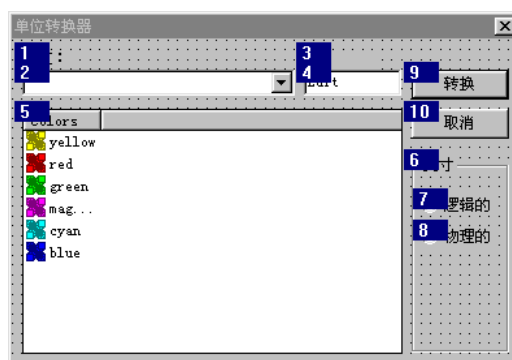 单位转换器
1 :
3
2
4
9 转换
5
Colors
10 取消
yellow
red
green
mag...
cyan
blue
6 寸
7 逻辑的
8 物理的